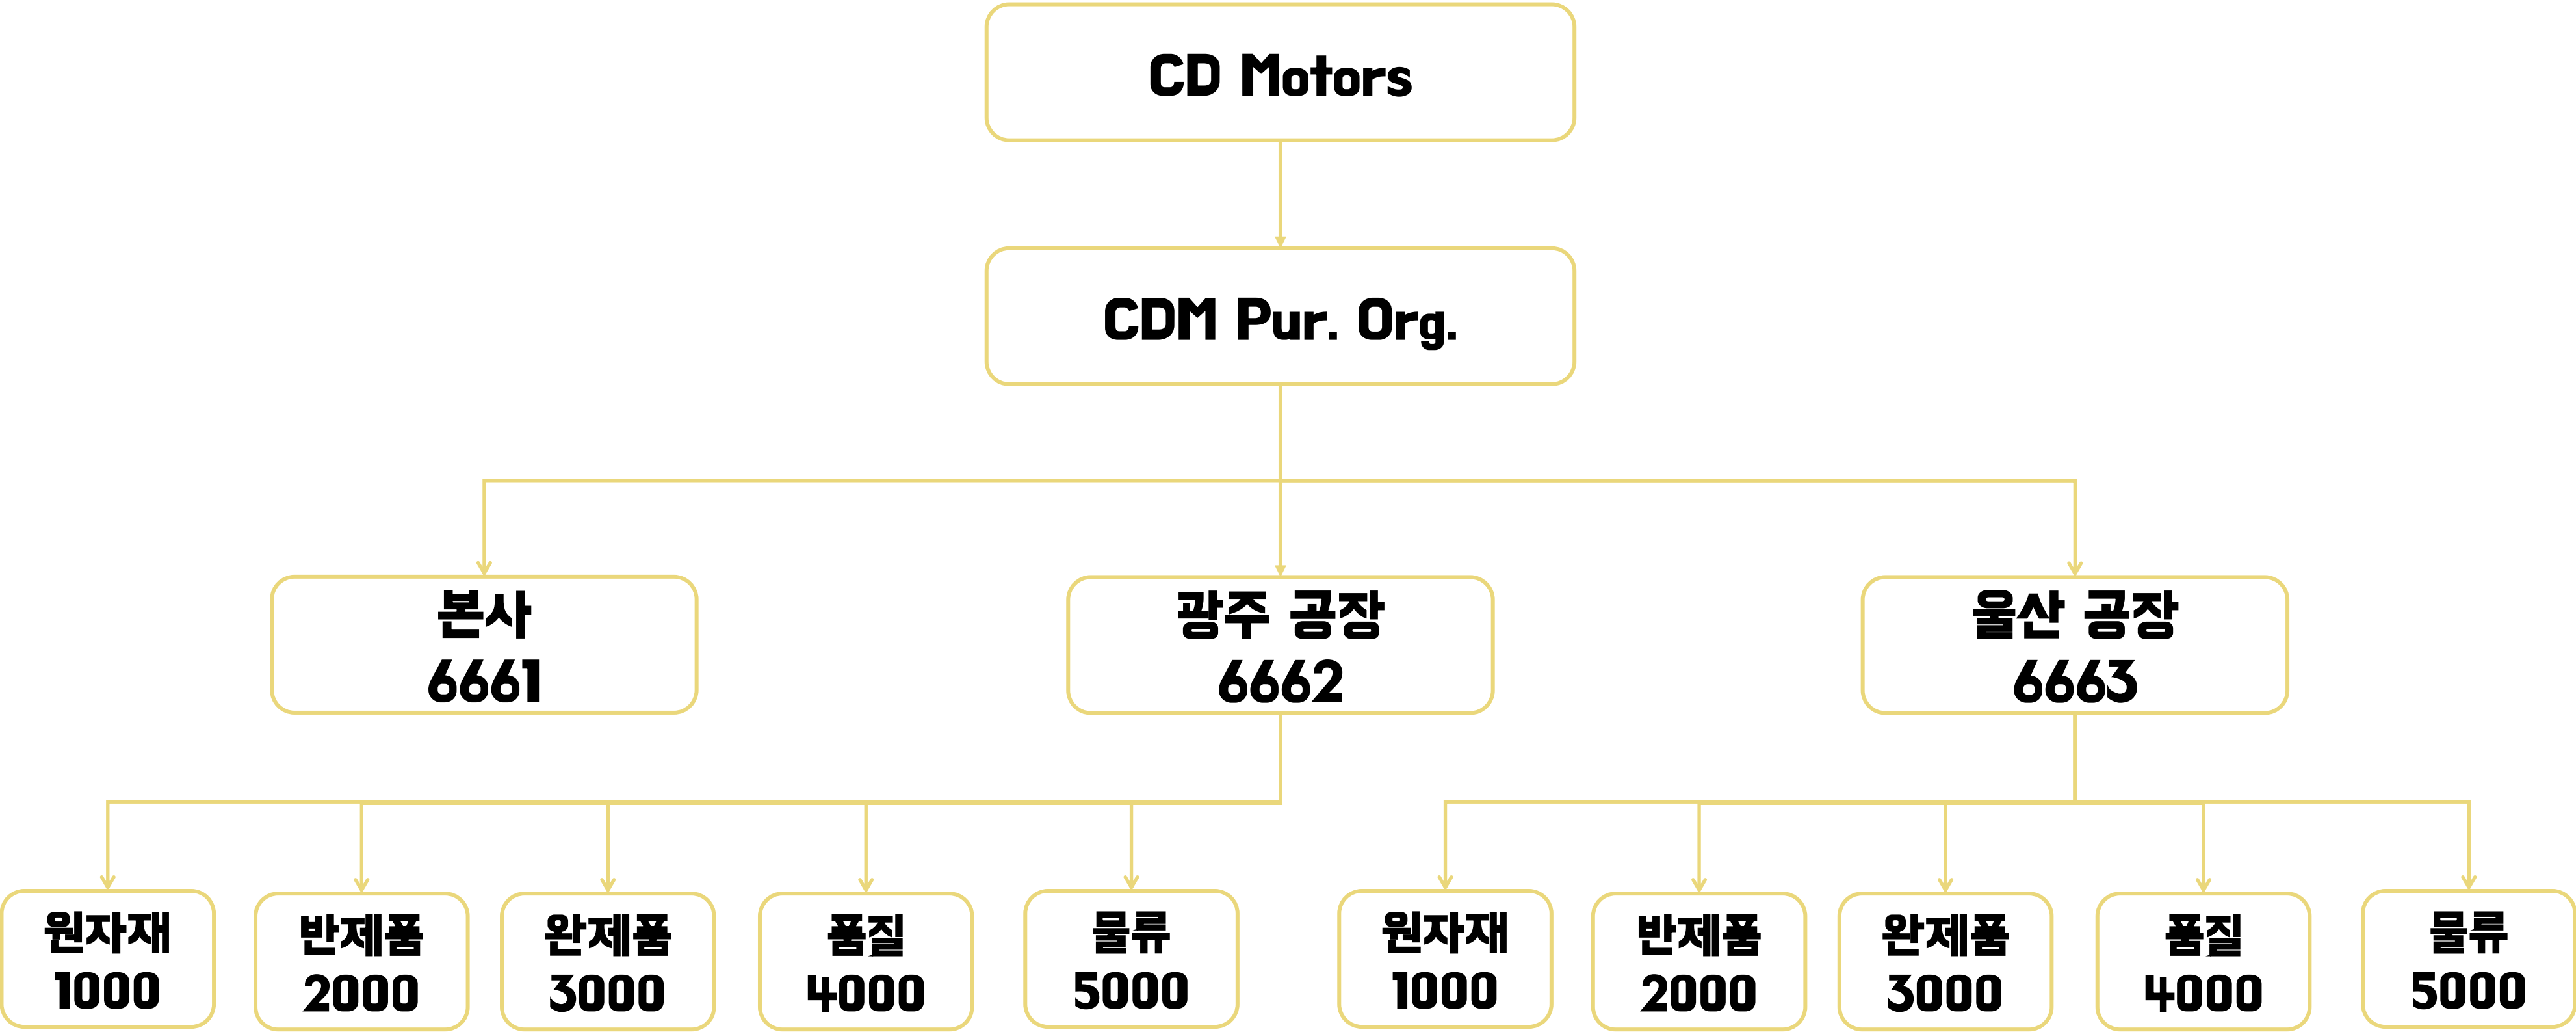 CD Motors
CDM Pur. Org.
본사
6661
광주 공장
6662
울산 공장
6663
원자재
1000
반제품
2000
완제품
3000
품질
4000
물류
5000
원자재
1000
반제품
2000
완제품
3000
품질
4000
물류
5000